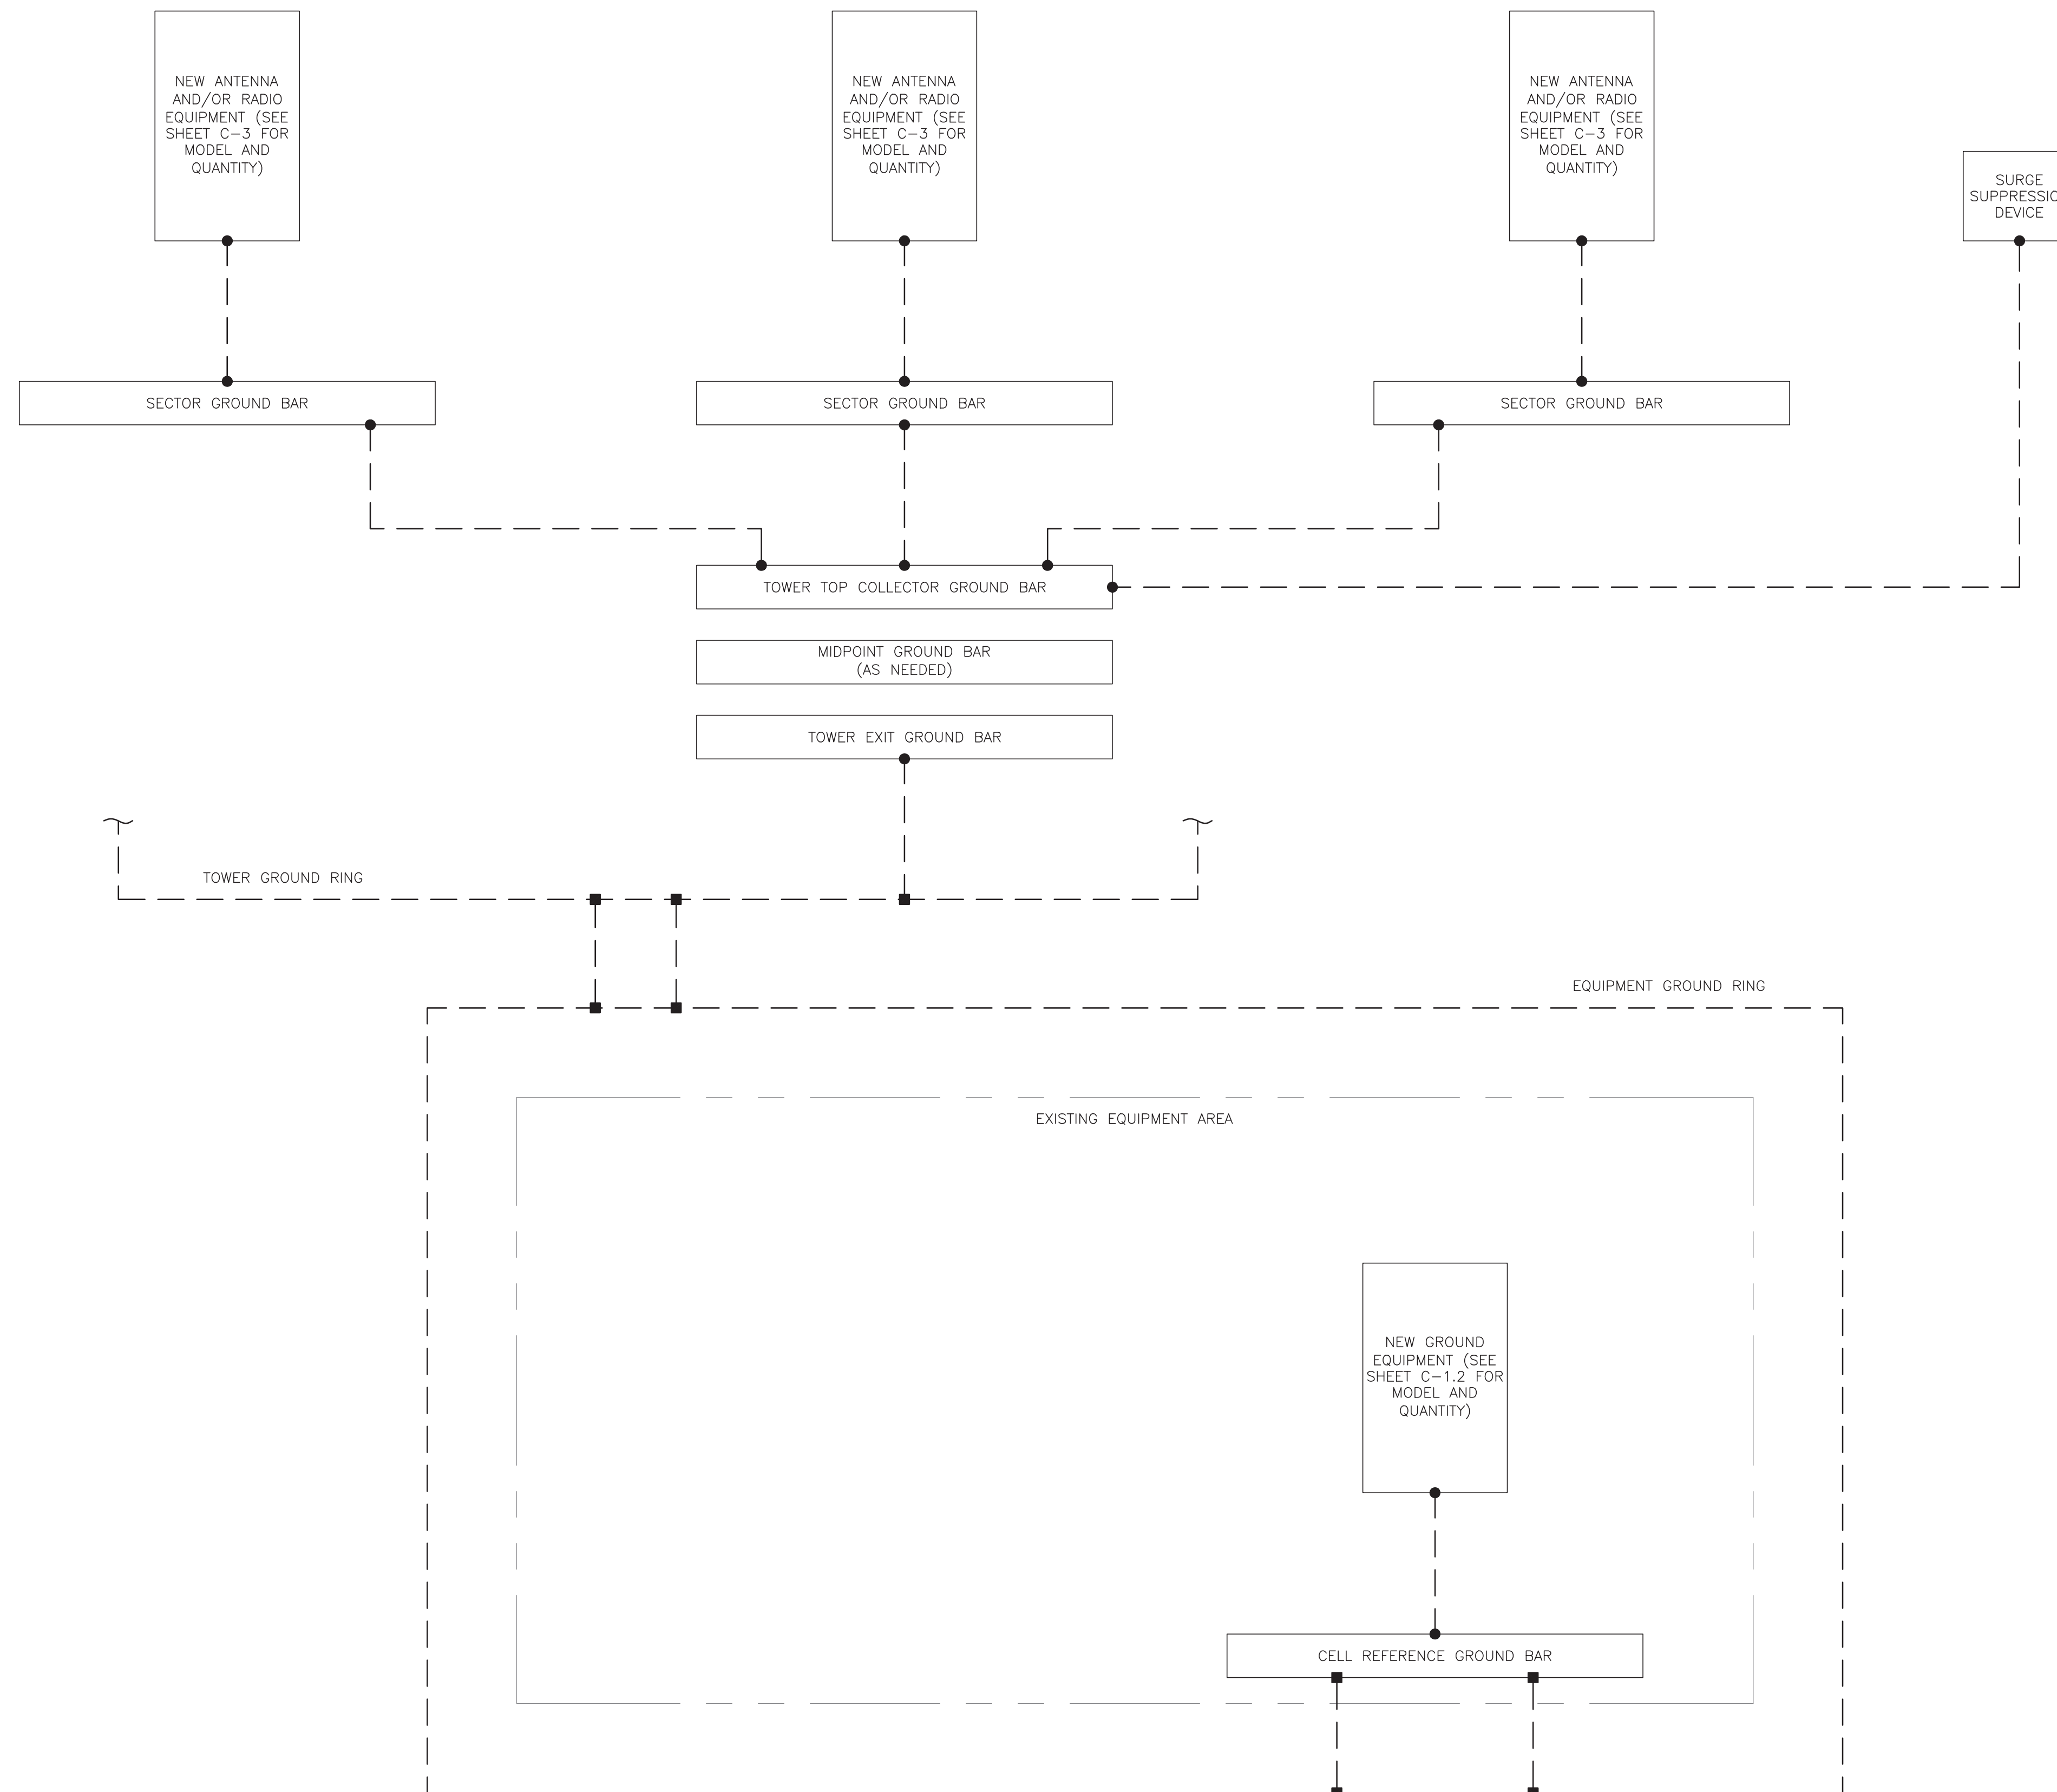 NEW ANTENNA
AND/OR RADIO
EQUIPMENT (SEE
SHEET C-3 FOR
MODEL AND
QUANTITY)
NEW ANTENNA
AND/OR RADIO
EQUIPMENT (SEE
SHEET C-3 FOR
MODEL AND
QUANTITY)
NEW ANTENNA
AND/OR RADIO
EQUIPMENT (SEE
SHEET C-3 FOR
MODEL AND
QUANTITY)
SURGE
SUPPRESSIO
DEVICE
SECTOR GROUND BAR
SECTOR GROUND BAR
SECTOR GROUND BAR
TOWER TOP COLLECTOR GROUND BAR
MIDPOINT GROUND BAR
(AS NEEDED)
TOWER EXIT GROUND BAR
TOWER GROUND RING
EQUIPMENT GROUND RING
EXISTING EQUIPMENT AREA
NEW GROUND
EQUIPMENT (SEE
SHEET C-1.2 FOR
MODEL AND
QUANTITY)
CELL REFERENCE GROUND BAR